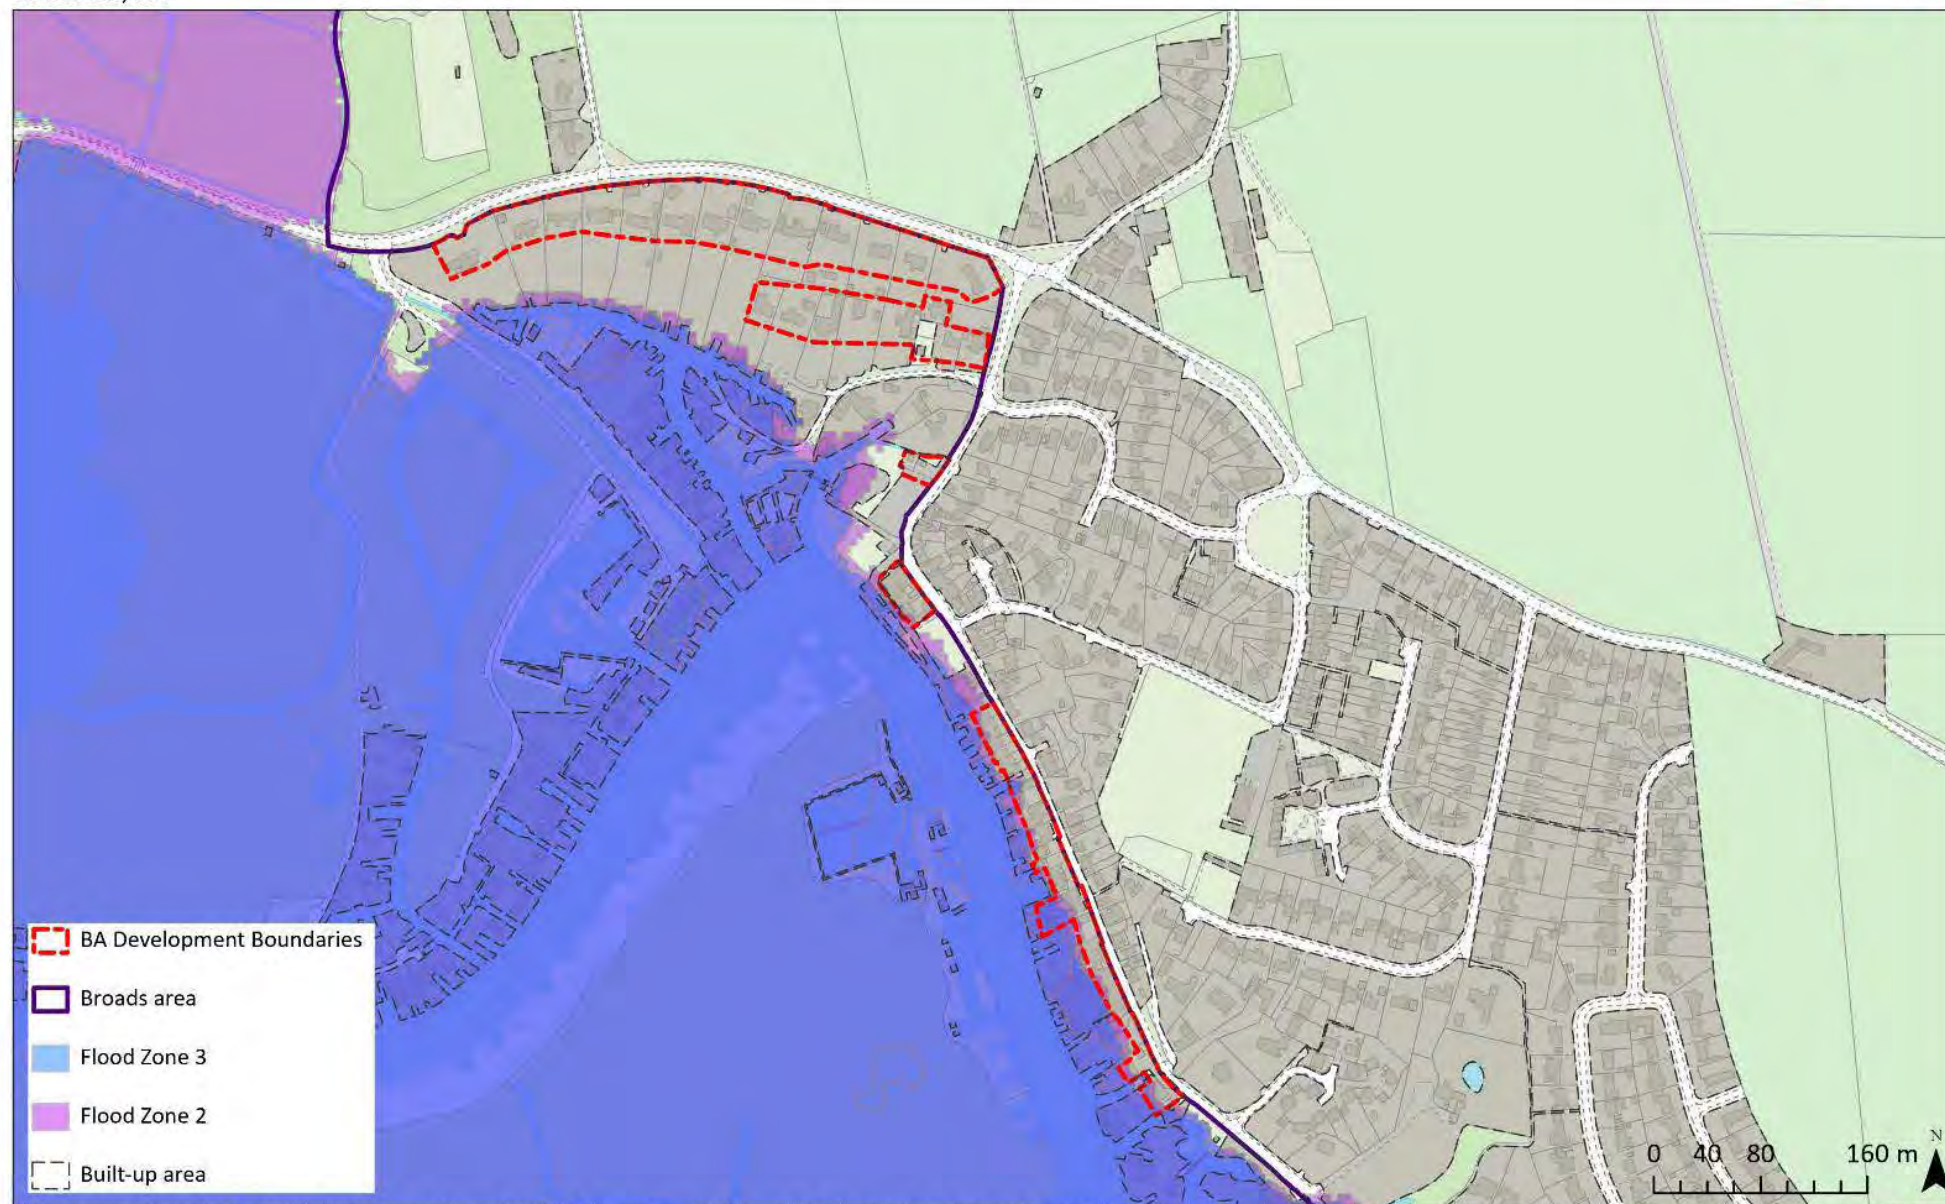 BA Development Boundaries
Broads area
Flood Zone 3
Flood Zone 2
Built-up area
N
0 40 80 160 m